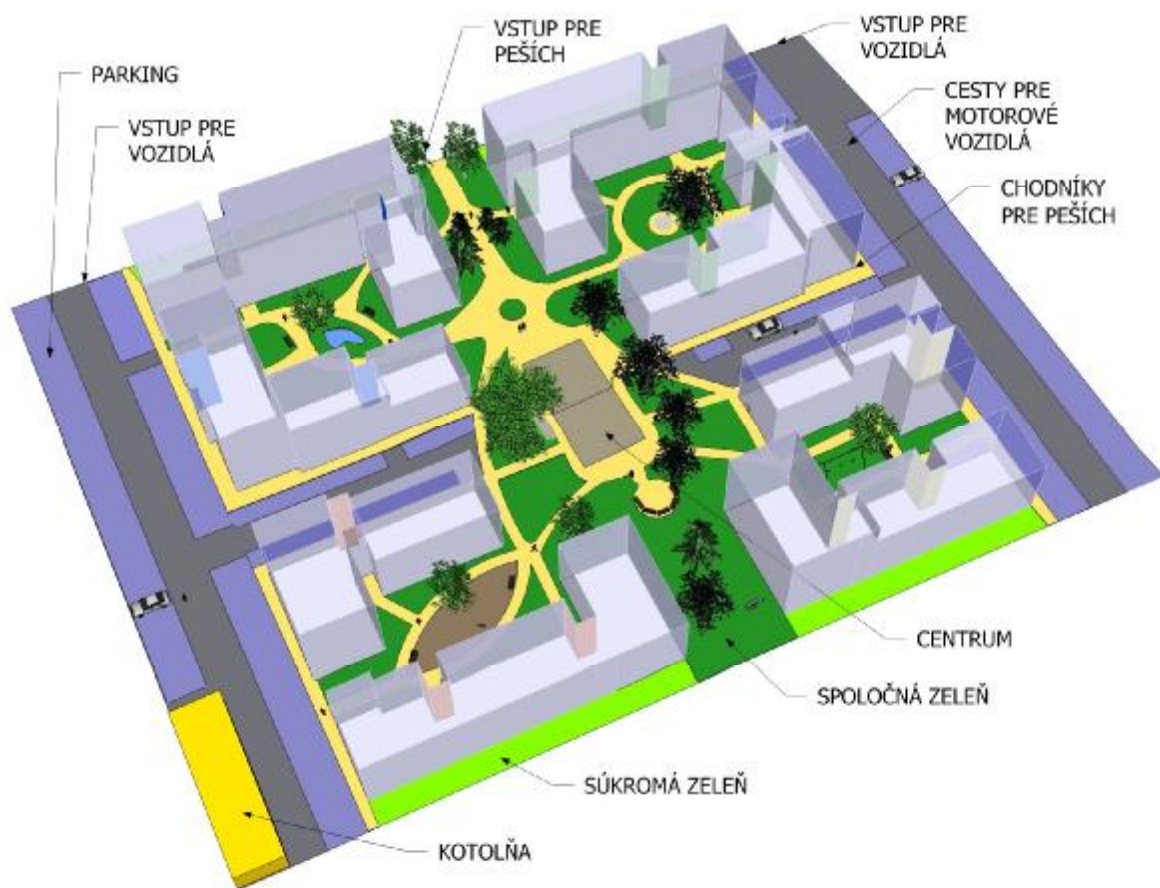 VSTUP PRE
PEŠÍCH
VSTUP PRE
VOZIDLÁ
PARKING
CESTY PRE
MOTOROVÉ
VOZIDLÁ
VSTUP PRE
VOZIDLÁ
CHODNÍKY
PRE PEŠÍCH
CENTRUM
SPOLOČNÁ ZELEŇ
SÚKROMÁ ZELEŇ
KOTOLŇA